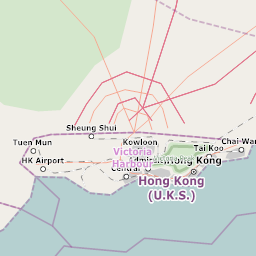 Sheung Shui
Tuen Mun
Kowloon
Chai Wan
Tai Koo
Victoria
Harbour
HK Airport
Hong Kong
Central
Hong Kong
(U.K.S.)